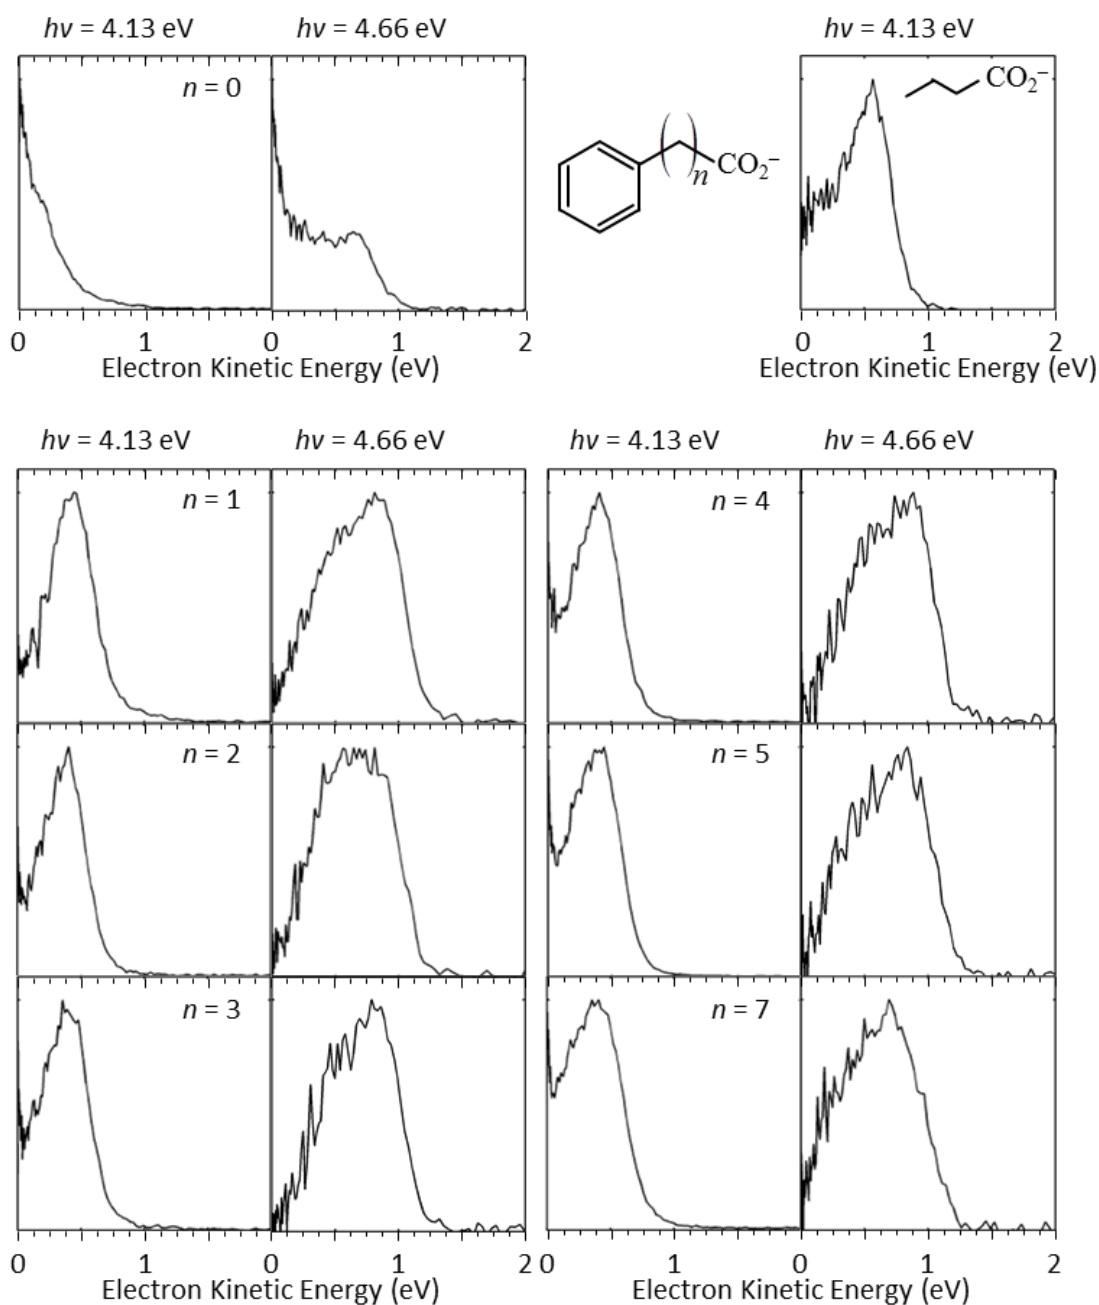 hν = 4.13 eV hν = 4.66 eV hν = 4.13 eV
n = 0
CO₂⁻
( )n CO₂⁻
0 1 0 1 2 0 1 2
Electron Kinetic Energy (eV) Electron Kinetic Energy (eV)
hν = 4.13 eV hν = 4.66 eV hν = 4.13 eV hν = 4.66 eV
n = 1 n = 4
n = 2 n = 5
n = 3 n = 7
0 1 0 1 2 0 1 0 1 2
Electron Kinetic Energy (eV) Electron Kinetic Energy (eV)